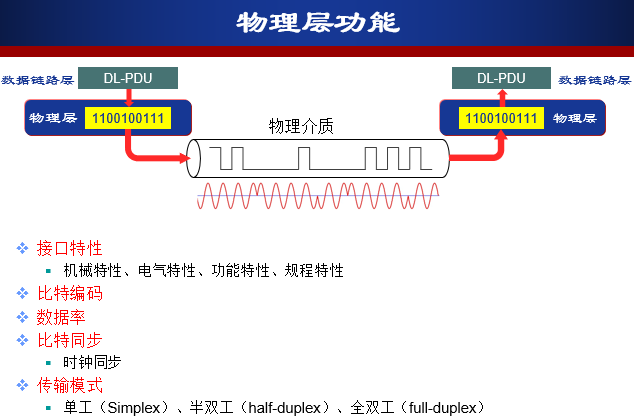 物理层功能
数据链路层 DL-PDU DL-PDU 数据链路层
物理层 1100100111 1100100111 物理层
物理介质
接口特性
机械特性、电气特性、功能特性、规程特性
比特编码
数据率
比特同步
时钟同步
传输模式
单工（Simplex）、半双工（half-duplex）、全双工（full-duplex）